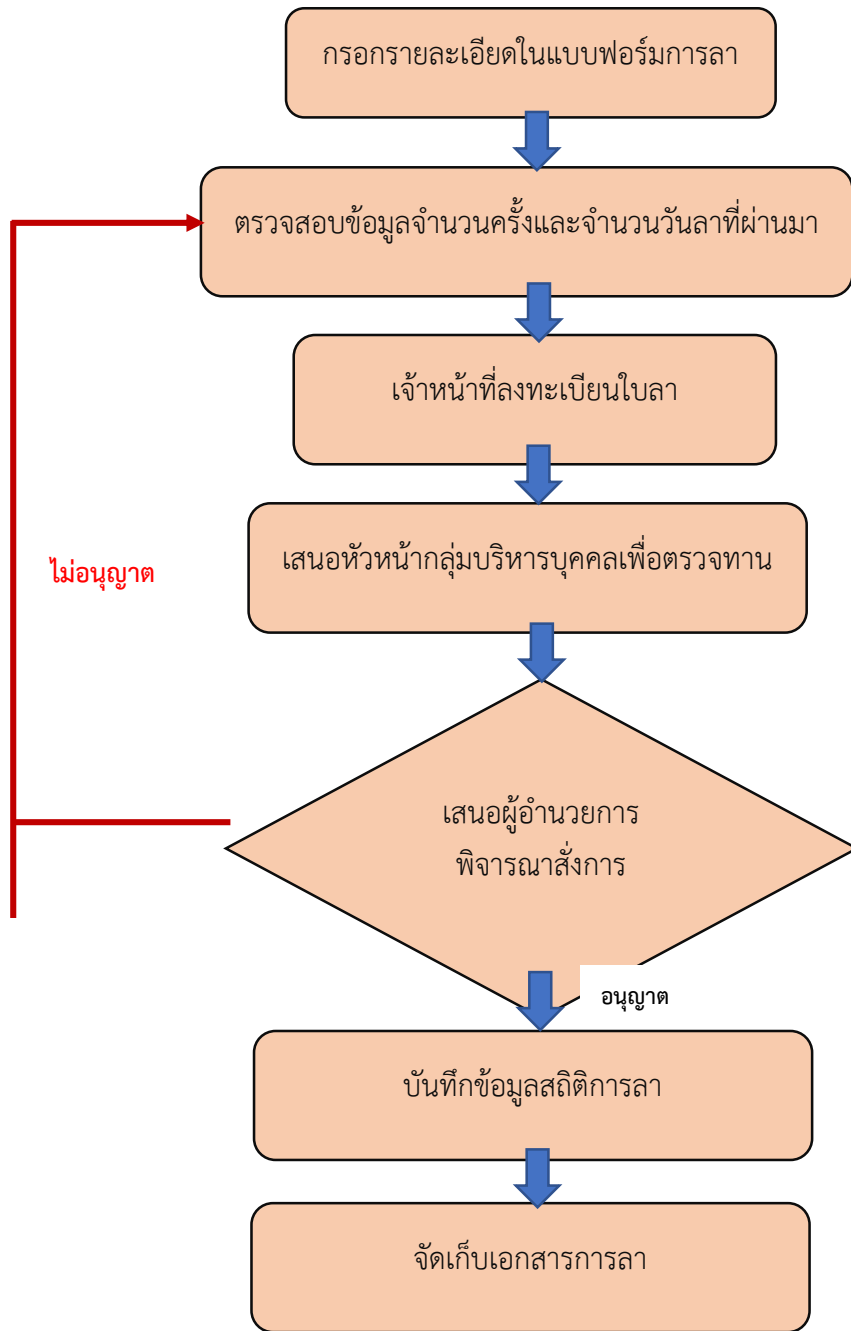 กรอกรายละเอียดในแบบฟอร์มการลา
ตรวจสอบข้อมูลจำนวนครั้งและจำนวนวันลาที่ผ่านมา
เจ้าหน้าที่ลงทะเบียนใบลา
เสนอหัวหน้ากลุ่มบริหารบุคคลเพื่อตรวจทาน
ไม่อนุญาต
เสนอผู้อำนวยการ
พิจารณาสั่งการ
อนุญาต
บันทึกข้อมูลสถิติการลา
จัดเก็บเอกสารการลา